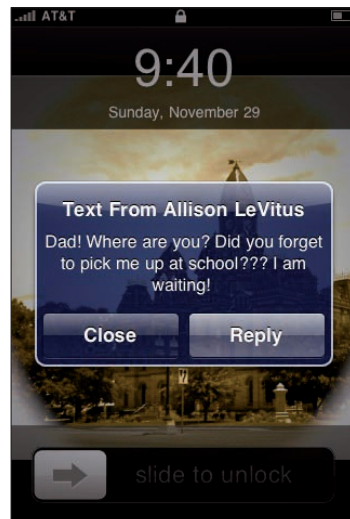 AT&T
9:40
Sunday, November 29
Text From Allison LeVitus
Dad! Where are you? Did you forget
to pick me up at school??? I am
waiting!
Close Reply
slide to unlock